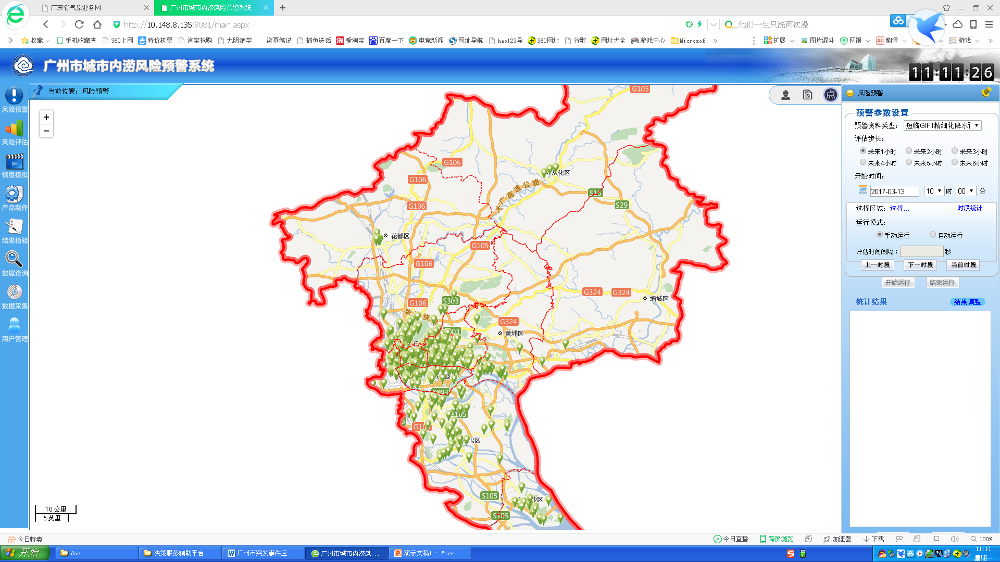 广东省气象业务网
广州市城市内涝风险预警系统
http://10.148.8.135:8081/main.aspx
他们一生只洗两次澡
收藏 手机收藏夹 360上网 特价机票 淘宝抢购 九阴绝学 盗墓笔记 捕鱼送话 爱淘宝 百度一下 电竞新闻 网址导航 hao123导 360网址 谷歌 网址大全 游戏中心 Microsof » 扩展 图片漏斗 网银 Aa 翻译 游戏 »
广州市城市内涝风险预警系统
11:11:26
当前位置：风险预警
点
风险预警
风险预警
风险评估
情景模拟
产品制作
结果检验
数据查询
数据采集
用户管理
+
−
G105
G106
从化区
G106
大广高速公路
S16
G106
S29
花都区
G105
G106
G324
G324
增城区
G106
S303
华 快
G324
黄埔区
S105
禺区
S105
沙区
S105
10 公里
5 英里
预警参数设置
预警资料类型：
短临GIFT精细化降水预
评估步长：
未来1小时 未来2小时 未来3小时
未来4小时 未来5小时 未来6小时
开始时间：
2017-03-13 10 时 00 分
选择区域：选择... 时段统计
运行模式：
手动运行 自动运行
评估时间间隔： 秒
上一时段 下一时段 当前时段
开始运行 结束运行
统计结果 结果调整
今日特卖
今日直播 跨屏浏览 加速器 下载 100%
开始 doc 决策服务辅助平台 广州市突发事件应... 广州市城市内涝风... 演示文稿1 - Micr...
11:11
星期一